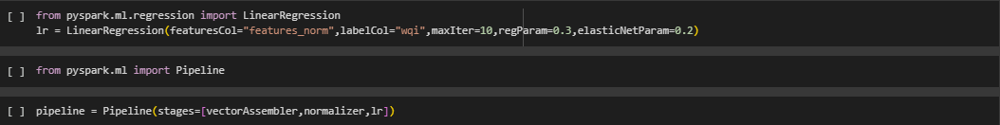 [ ] from pyspark.ml.regression import LinearRegression
lr = LinearRegression(featuresCol="features_norm",labelCol="wqi",maxIter=10,regParam=0.3,elasticNetParam=0.2)
[ ] from pyspark.ml import Pipeline
[ ] pipeline = Pipeline(stages=[vectorAssembler,normalizer,lr])